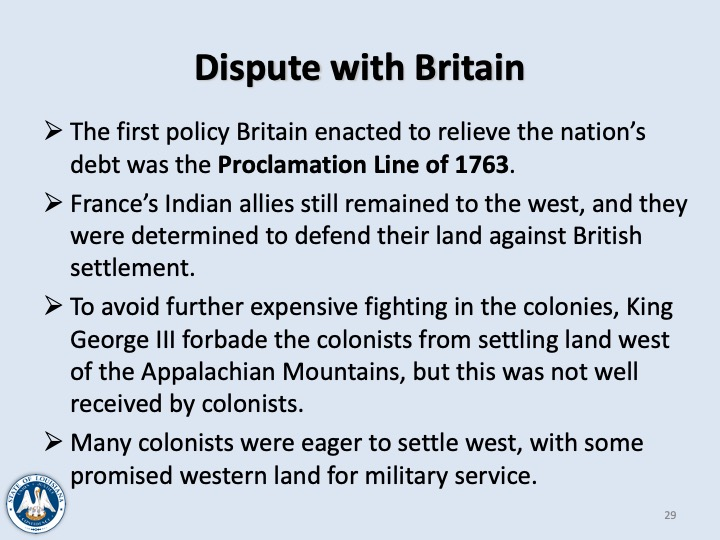 Dispute with Britain
➢ The first policy Britain enacted to relieve the nation’s
debt was the Proclamation Line of 1763.
➢ France’s Indian allies still remained to the west, and they
were determined to defend their land against British
settlement.
➢ To avoid further expensive fighting in the colonies, King
George III forbade the colonists from settling land west
of the Appalachian Mountains, but this was not well
received by colonists.
➢ Many colonists were eager to settle west, with some
promised western land for military service.
STATE OF LOUISIANA
CONFIDENCE
29